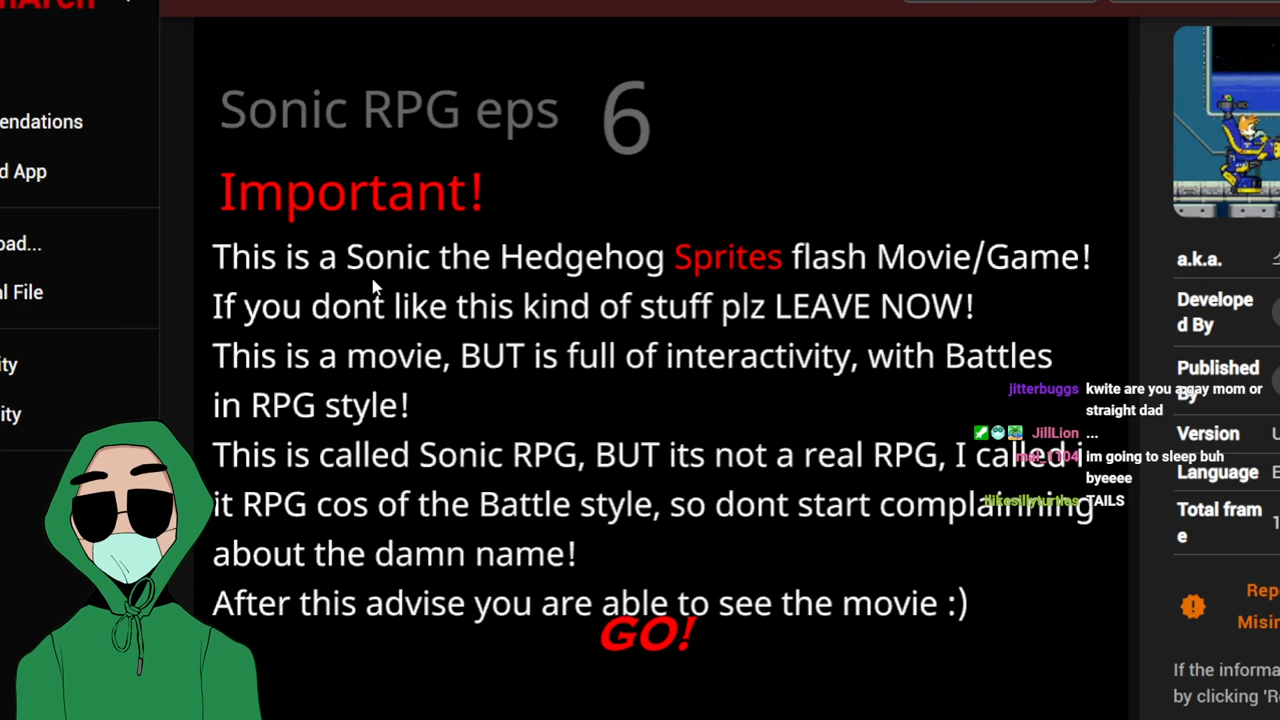 endations
d App
oad...
al File
ity
ity
Sonic RPG eps 6
Important!
This is a Sonic the Hedgehog Sprites flash Movie/Game!
If you dont like this kind of stuff plz LEAVE NOW!
This is a movie, BUT is full of interactivity, with Battles
in RPG style!
This is called Sonic RPG, BUT its not a real RPG, I called i
it RPG cos of the Battle style, so dont start complainning
about the damn name!
After this advise you are able to see the movie :)
GO!
jitterbuggs kwite are you a gay mom or
straight dad
JillLion ...
mal_1104 im going to sleep buh
byeeee
ilikesillyturtles TAILS
a.k.a.
Develope
d By
Published
By
Version
Language
Total fram
e
Rep
Misi
If the informa
by clicking 'R